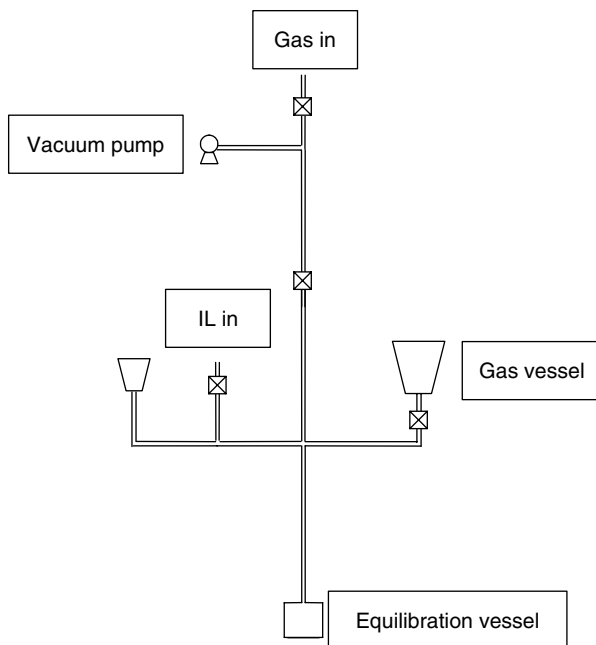 Gas in
Vacuum pump
IL in
Gas vessel
Equilibration vessel